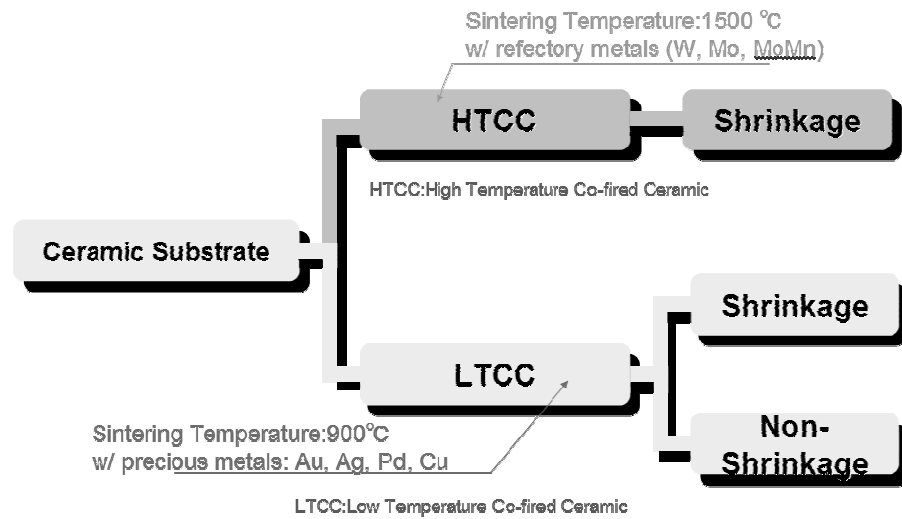 Sintering Temperature:1500 °C
w/ refectory metals (W, Mo, MoMn)
HTCC
Shrinkage
HTCC:High Temperature Co-fired Ceramic
Ceramic Substrate
Shrinkage
LTCC
Non-
Shrinkage
Sintering Temperature:900°C
w/ precious metals: Au, Ag, Pd, Cu
LTCC:Low Temperature Co-fired Ceramic